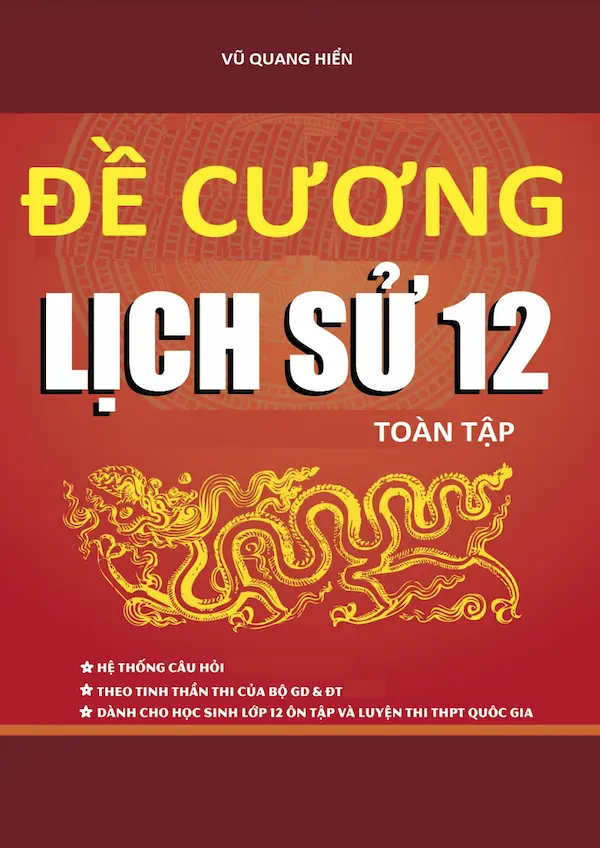 VŨ QUANG HIỂN
ĐỀ CƯƠNG
LỊCH SỬ 12
TOÀN TẬP
HỆ THỐNG CÂU HỎI
THEO TINH THẦN THI CỦA BỘ GD & ĐT
DÀNH CHO HỌC SINH LỚP 12 ÔN TẬP VÀ LUYỆN THI THPT QUÔC GIA